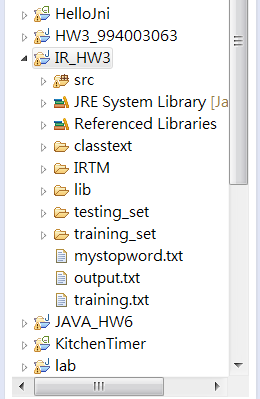 HelloJni
HW3_994003063
IR_HW3
src
JRE System Library [Ja
Referenced Libraries
classtext
IRTM
lib
testing_set
training_set
mystopword.txt
output.txt
training.txt
JAVA_HW6
KitchenTimer
lab